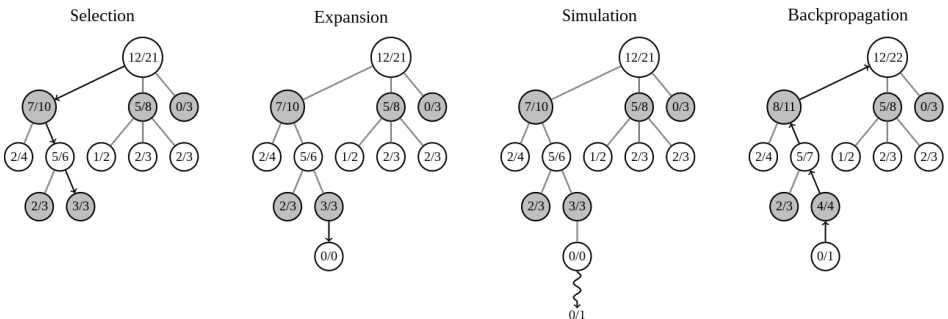 Selection
12/21
7/10 5/8 0/3
2/4 5/6 1/2 2/3 2/3
2/3 3/3
Expansion
12/21
7/10 5/8 0/3
2/4 5/6 1/2 2/3 2/3
2/3 3/3
0/0
Simulation
12/21
7/10 5/8 0/3
2/4 5/6 1/2 2/3 2/3
2/3 3/3
0/0
0/1
Backpropagation
12/22
8/11 5/8 0/3
2/4 5/7 1/2 2/3 2/3
2/3 4/4
0/1